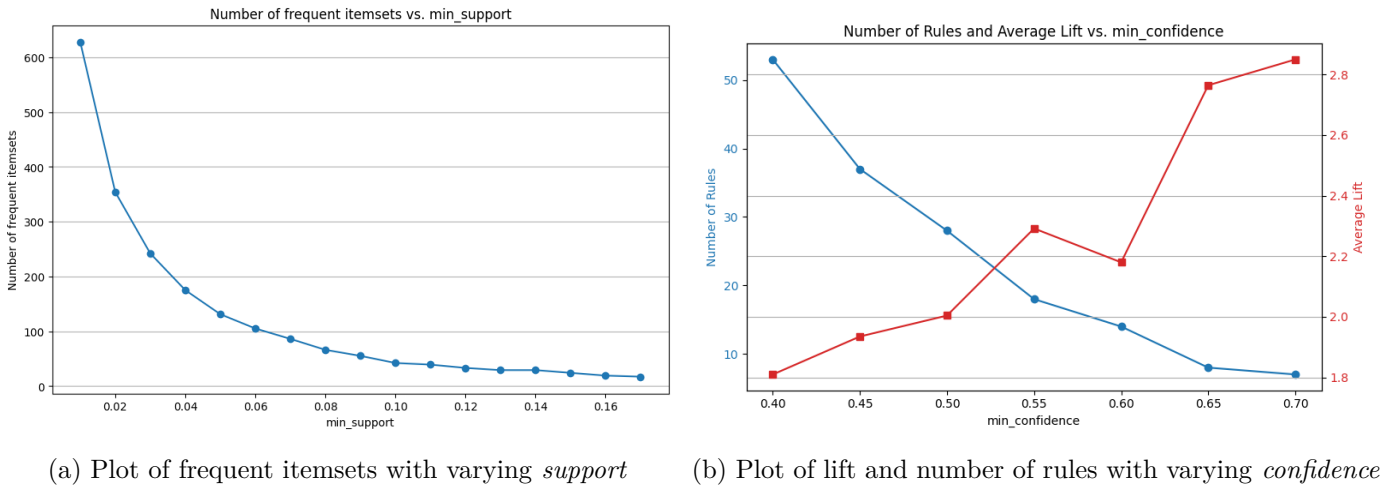 Number of frequent itemsets vs. min_support
Number of frequent itemsets
600
500
400
300
200
100
0
0.02 0.04 0.06 0.08 0.10 0.12 0.14 0.16
min_support
(a) Plot of frequent itemsets with varying support
Number of Rules and Average Lift vs. min_confidence
Number of Rules
50
40
30
20
10
2.8
2.6
2.4
2.2
2.0
1.8
Average Lift
0.40 0.45 0.50 0.55 0.60 0.65 0.70
min_confidence
(b) Plot of lift and number of rules with varying confidence